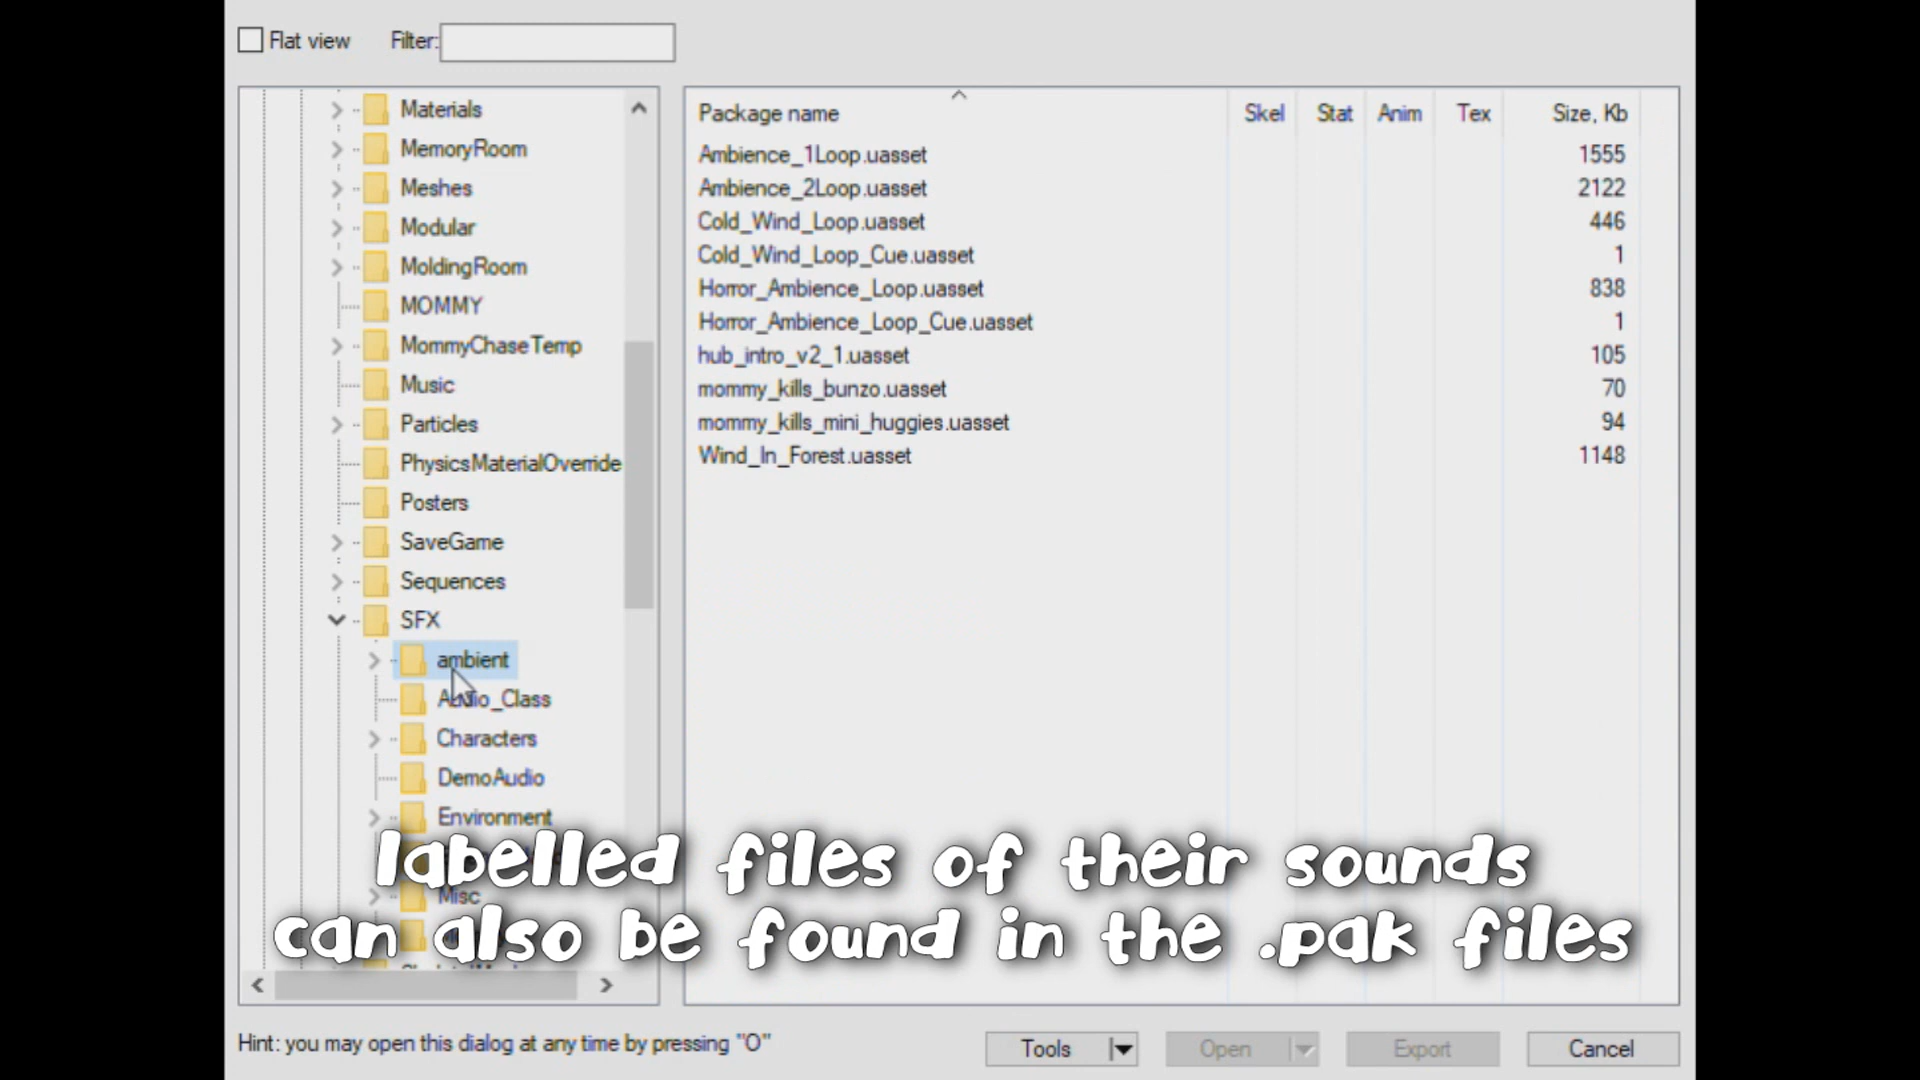 Flat view Filter:
Materials
MemoryRoom
Meshes
Modular
MoldingRoom
MOMMY
MommyChaseTemp
Music
Particles
PhysicsMaterialOverride
Posters
SaveGame
Sequences
SFX
ambient
Audio_Class
Characters
DemoAudio
Environment
Misc
Package name Skel Stat Anim Tex Size, Kb
Ambience_1Loop.uasset 1555
Ambience_2Loop.uasset 2122
Cold_Wind_Loop.uasset 446
Cold_Wind_Loop_Cue.uasset 1
Horror_Ambience_Loop.uasset 838
Horror_Ambience_Loop_Cue.uasset 1
hub_intro_v2_1.uasset 105
mommy_kills_bunzo.uasset 70
mommy_kills_mini_huggies.uasset 94
Wind_In_Forest.uasset 1148
labelled files of their sounds
can also be found in the .pak files
Hint: you may open this dialog at any time by pressing "O"
Tools Open Export Cancel